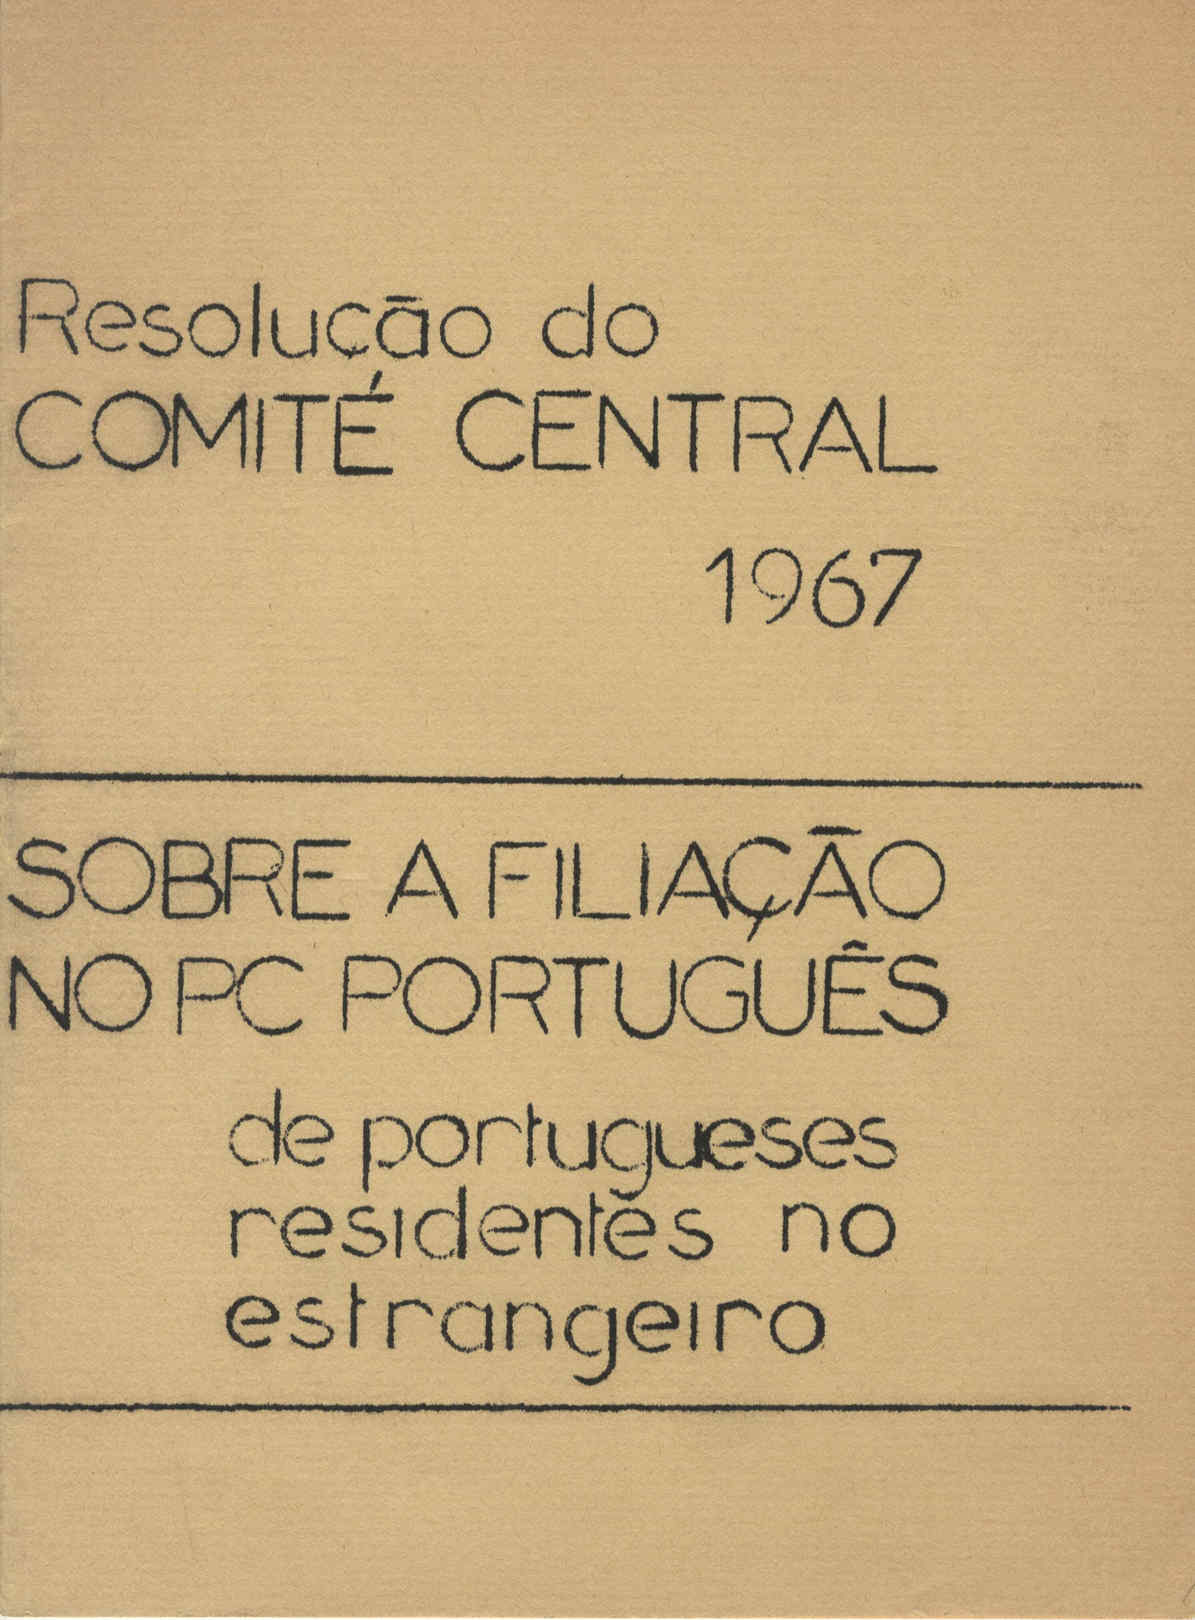 Resolução do
COMITÉ CENTRAL
1967
SOBRE A FILIAÇÃO
NO PC PORTUGUÊS
de portugueses
residentes no
estrangeiro